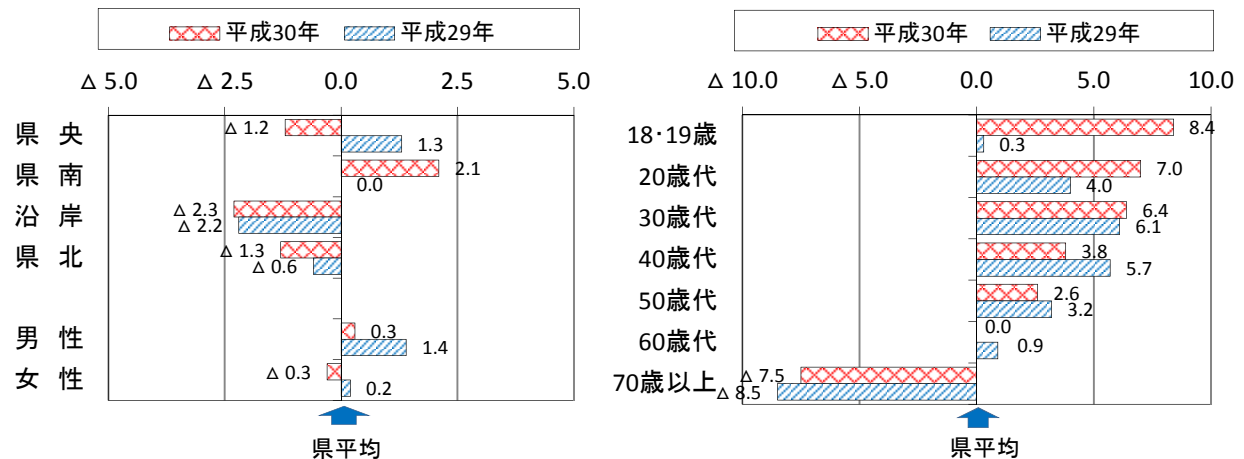 平成30年 平成29年
△ 5.0 △ 2.5 0.0 2.5 5.0
県 央 △ 1.2 1.3
県 南 2.1 0.0
沿 岸 △ 2.3 △ 2.2
県 北 △ 1.3 △ 0.6
男 性 0.3 1.4
女 性 △ 0.3 0.2
県平均
平成30年 平成29年
△ 10.0 △ 5.0 0.0 5.0 10.0
18･19歳 8.4 0.3
20歳代 7.0 4.0
30歳代 6.4 6.1
40歳代 3.8 5.7
50歳代 2.6 3.2
60歳代 0.0 0.9
70歳以上 △ 7.5 △ 8.5
県平均